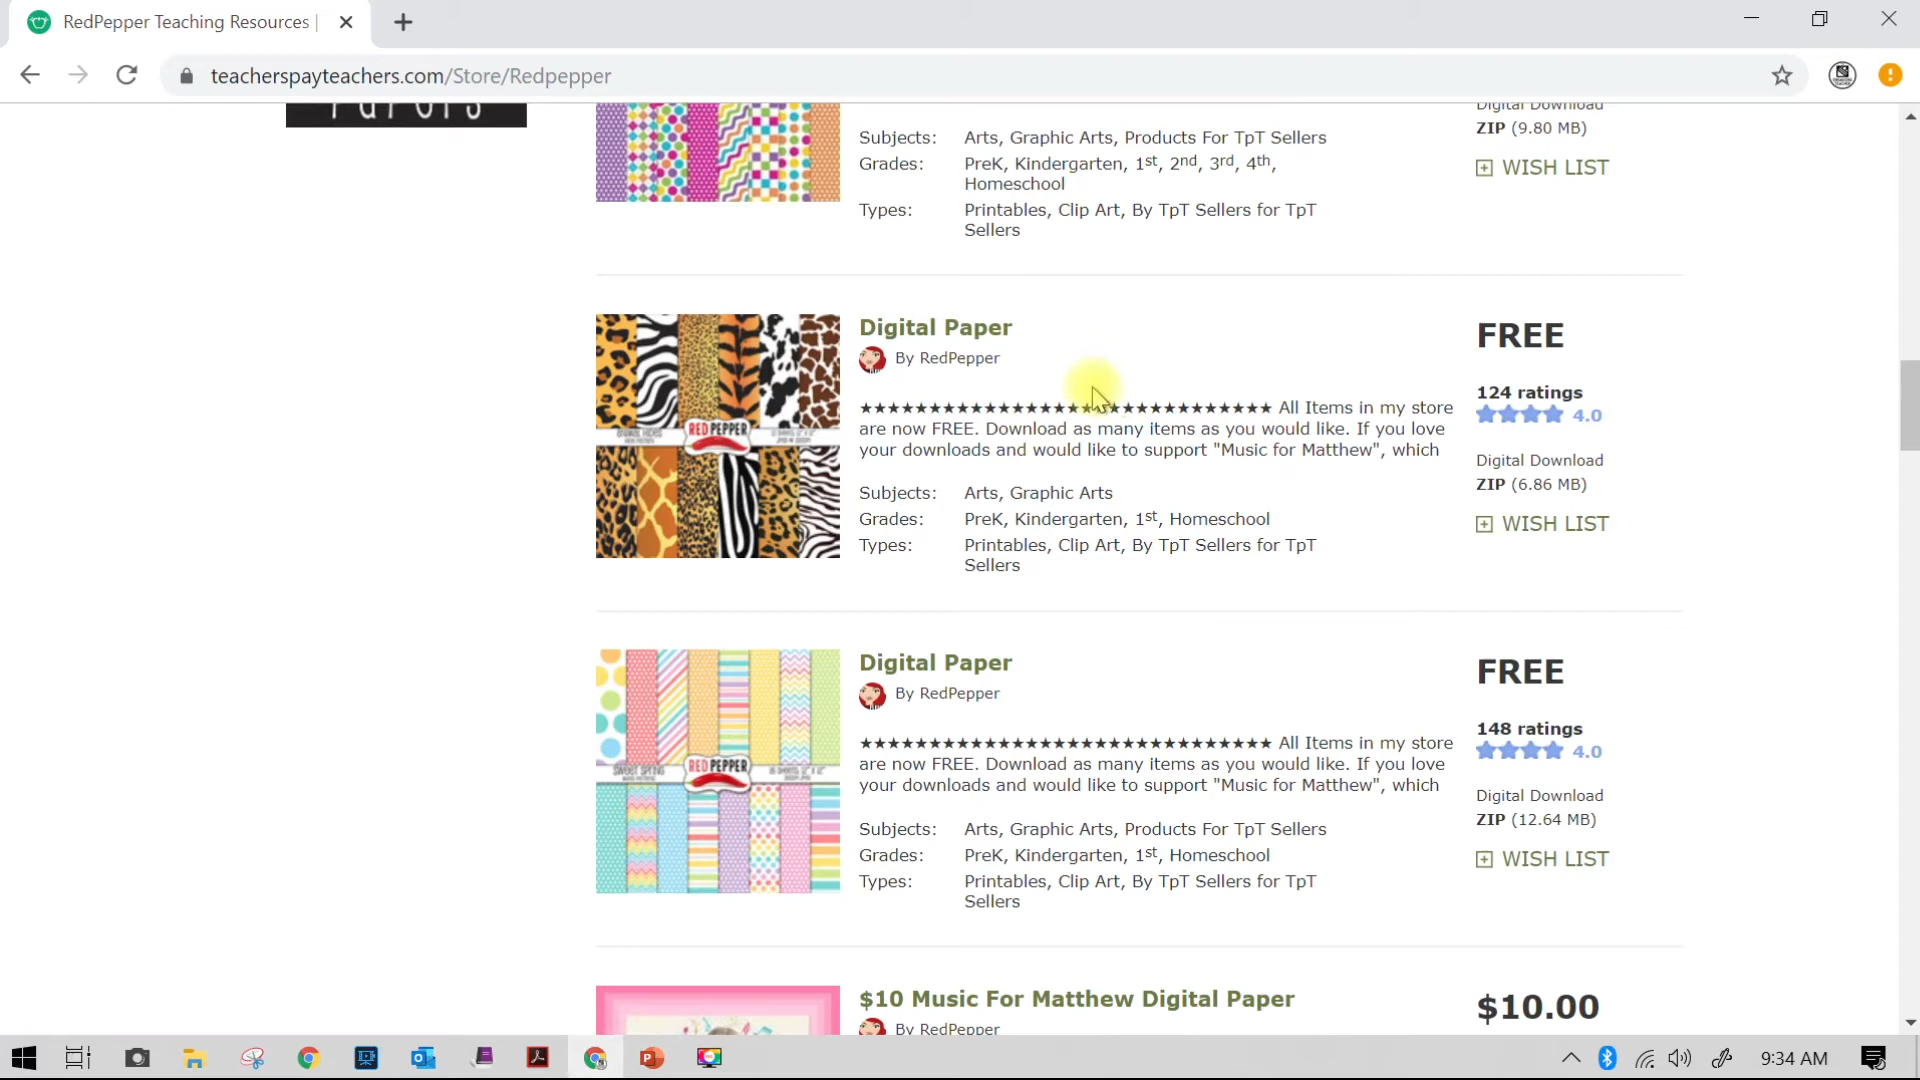 RedPepper Teaching Resources |
teacherspayteachers.com/Store/Redpepper
Digital Download
Subjects: Arts, Graphic Arts, Products For TpT Sellers
ZIP (9.80 MB)
Grades: PreK, Kindergarten, 1st, 2nd, 3rd, 4th,
Homeschool
WISH LIST
Types: Printables, Clip Art, By TpT Sellers for TpT
Sellers
RED PEPPER
Digital Paper
By RedPepper
★★★★★★★★★★★★★★★★★★★★★★★★★★★★★★ All Items in my store
are now FREE. Download as many items as you would like. If you love
your downloads and would like to support "Music for Matthew", which
Subjects: Arts, Graphic Arts
Grades: PreK, Kindergarten, 1st, Homeschool
Types: Printables, Clip Art, By TpT Sellers for TpT
Sellers
FREE
124 ratings
4.0
Digital Download
ZIP (6.86 MB)
WISH LIST
SWEET SPRING
RED PEPPER
Digital Paper
By RedPepper
★★★★★★★★★★★★★★★★★★★★★★★★★★★★★★ All Items in my store
are now FREE. Download as many items as you would like. If you love
your downloads and would like to support "Music for Matthew", which
Subjects: Arts, Graphic Arts, Products For TpT Sellers
Grades: PreK, Kindergarten, 1st, Homeschool
Types: Printables, Clip Art, By TpT Sellers for TpT
Sellers
FREE
148 ratings
4.0
Digital Download
ZIP (12.64 MB)
WISH LIST
$10 Music For Matthew Digital Paper
By RedPepper
$10.00
9:34 AM